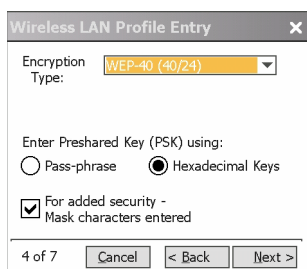 Wireless LAN Profile Entry
Encryption Type:
WEP-40 (40/24)
Enter Preshared Key (PSK) using:
Pass-phrase
Hexadecimal Keys
For added security -
Mask characters entered
4 of 7
Cancel
< Back
Next >